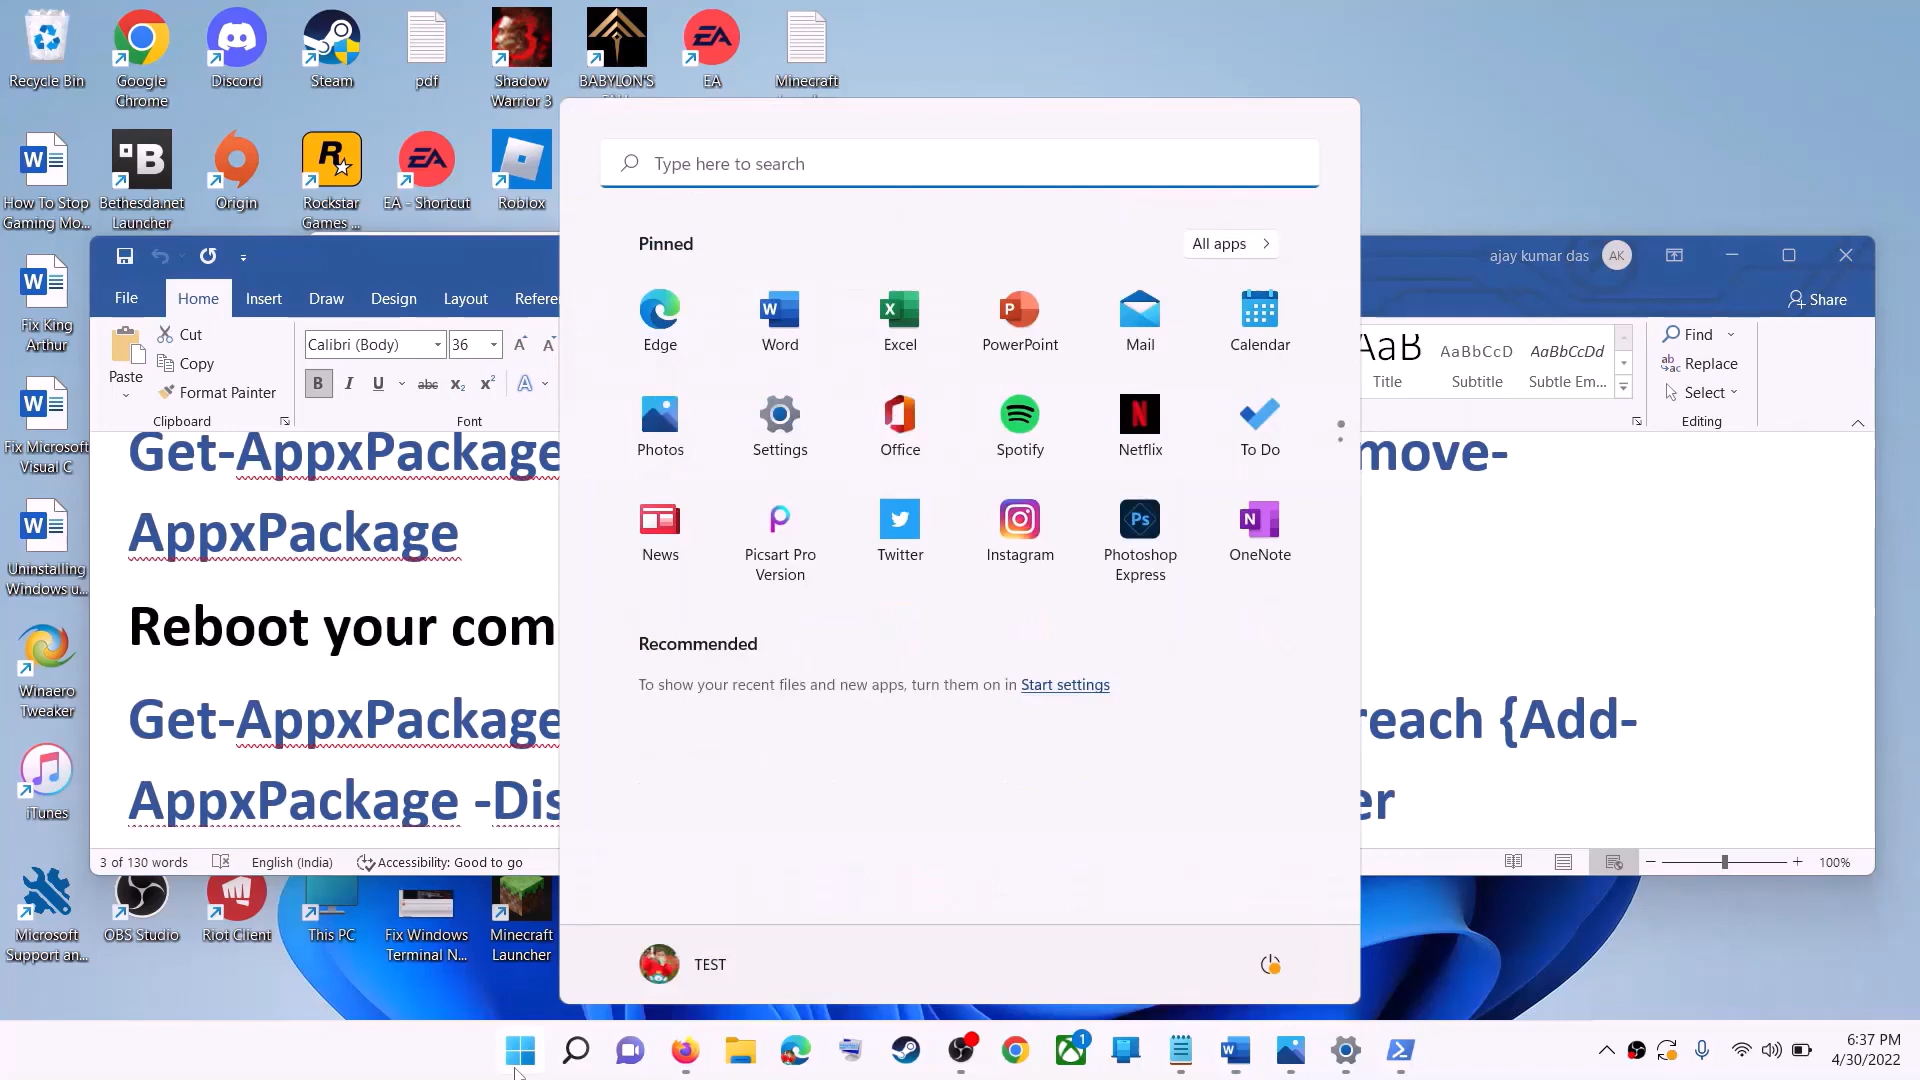 Recycle Bin
Google
Chrome
Discord
Steam
pdf
Shadow
Warrior 3
BABYLON'S
EA
Minecraft
How To Stop
Gaming Mo...
Bethesda.net
Launcher
Origin
Rockstar
Games ...
EA - Shortcut
Roblox
Fix King
Arthur
Fix Microsoft
Visual C
Uninstalling
Windows u...
Winaero
Tweaker
iTunes
Microsoft
Support an...
OBS Studio
Riot Client
This PC
Fix Windows
Terminal N...
Minecraft
Launcher
ajay kumar das
AK
File
Home
Insert
Draw
Design
Layout
Refere
Share
Paste
Cut
Copy
Format Painter
Clipboard
Calibri (Body)
36
B I U abc x₂ x² A
Font
AaB
AaBbCcD
AaBbCcDd
Title
Subtitle
Subtle Em...
Find
Replace
Select
Editing
Get-AppxPackage
move-
AppxPackage
Reboot your com
Get-AppxPackage
reach {Add-
AppxPackage -Dis
er
3 of 130 words
English (India)
Accessibility: Good to go
100%
Type here to search
Pinned
All apps
Edge
Word
Excel
PowerPoint
Mail
Calendar
Photos
Settings
Office
Spotify
Netflix
To Do
News
Picsart Pro
Version
Twitter
Instagram
Photoshop
Express
OneNote
Recommended
To show your recent files and new apps, turn them on in Start settings
TEST
1
6:37 PM
4/30/2022